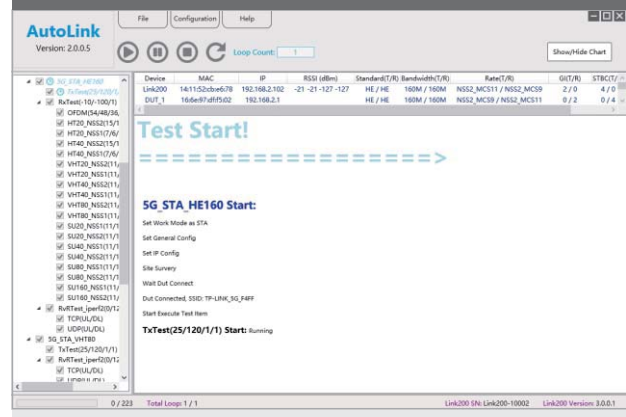 AutoLink
Version: 2.0.0.5
File Configuration Help
Loop Count: 1
Show/Hide Chart
5G_STA_HE160
TxTest(25/120/1/
RxTest(-10/-100/1)
OFDM(54/48/36,
HT20_NSS2(15/1
HT20_NSS1(7/6/
HT40_NSS2(15/1
HT40_NSS1(7/6/
VHT20_NSS2(11/
VHT20_NSS1(11/
VHT40_NSS2(11/
VHT40_NSS1(11/
VHT80_NSS2(11/
VHT80_NSS1(11/
SU20_NSS1(11/1
SU20_NSS2(11/1
SU40_NSS1(11/1
SU40_NSS2(11/1
SU80_NSS1(11/1
SU80_NSS2(11/1
SU160_NSS1(11/
SU160_NSS2(11/
RvRTest_iperf2(0/12
TCP(UL/DL)
UDP(UL/DL)
5G_STA_VHT80
TxTest(25/120/1/1)
RvRTest_iperf2(0/12
TCP(UL/DL)
UDP(UL/DL)
Device MAC IP RSSI (dBm) Standard(T/R) Bandwidth(T/R) Rate(T/R) GI(T/R) STBC(T/
Link200 14:11:52:cb:e6:78 192.168.2.102 -21 -21 -127 -127 HE / HE 160M / 160M NSS2_MCS11 / NSS2_MCS9 2 / 0 4 / 0
DUT_1 16:6e:97:df:f5:02 192.168.2.1 HE / HE 160M / 160M NSS2_MCS9 / NSS2_MCS11 0 / 2 0 / 4
Test Start!
= = = = = = = = = = = = = = = = = =>
5G_STA_HE160 Start:
Set Work Mode as STA
Set General Config
Set IP Config
Site Survery
Wait Dut Connect
Dut Connected, SSID: TP-LINK_5G_F4FF
Start Execute Test Item
TxTest(25/120/1/1) Start: Running
0 / 223 Total Loop: 1 / 1 Link200 SN: Link200-10002 Link200 Version: 3.0.0.1